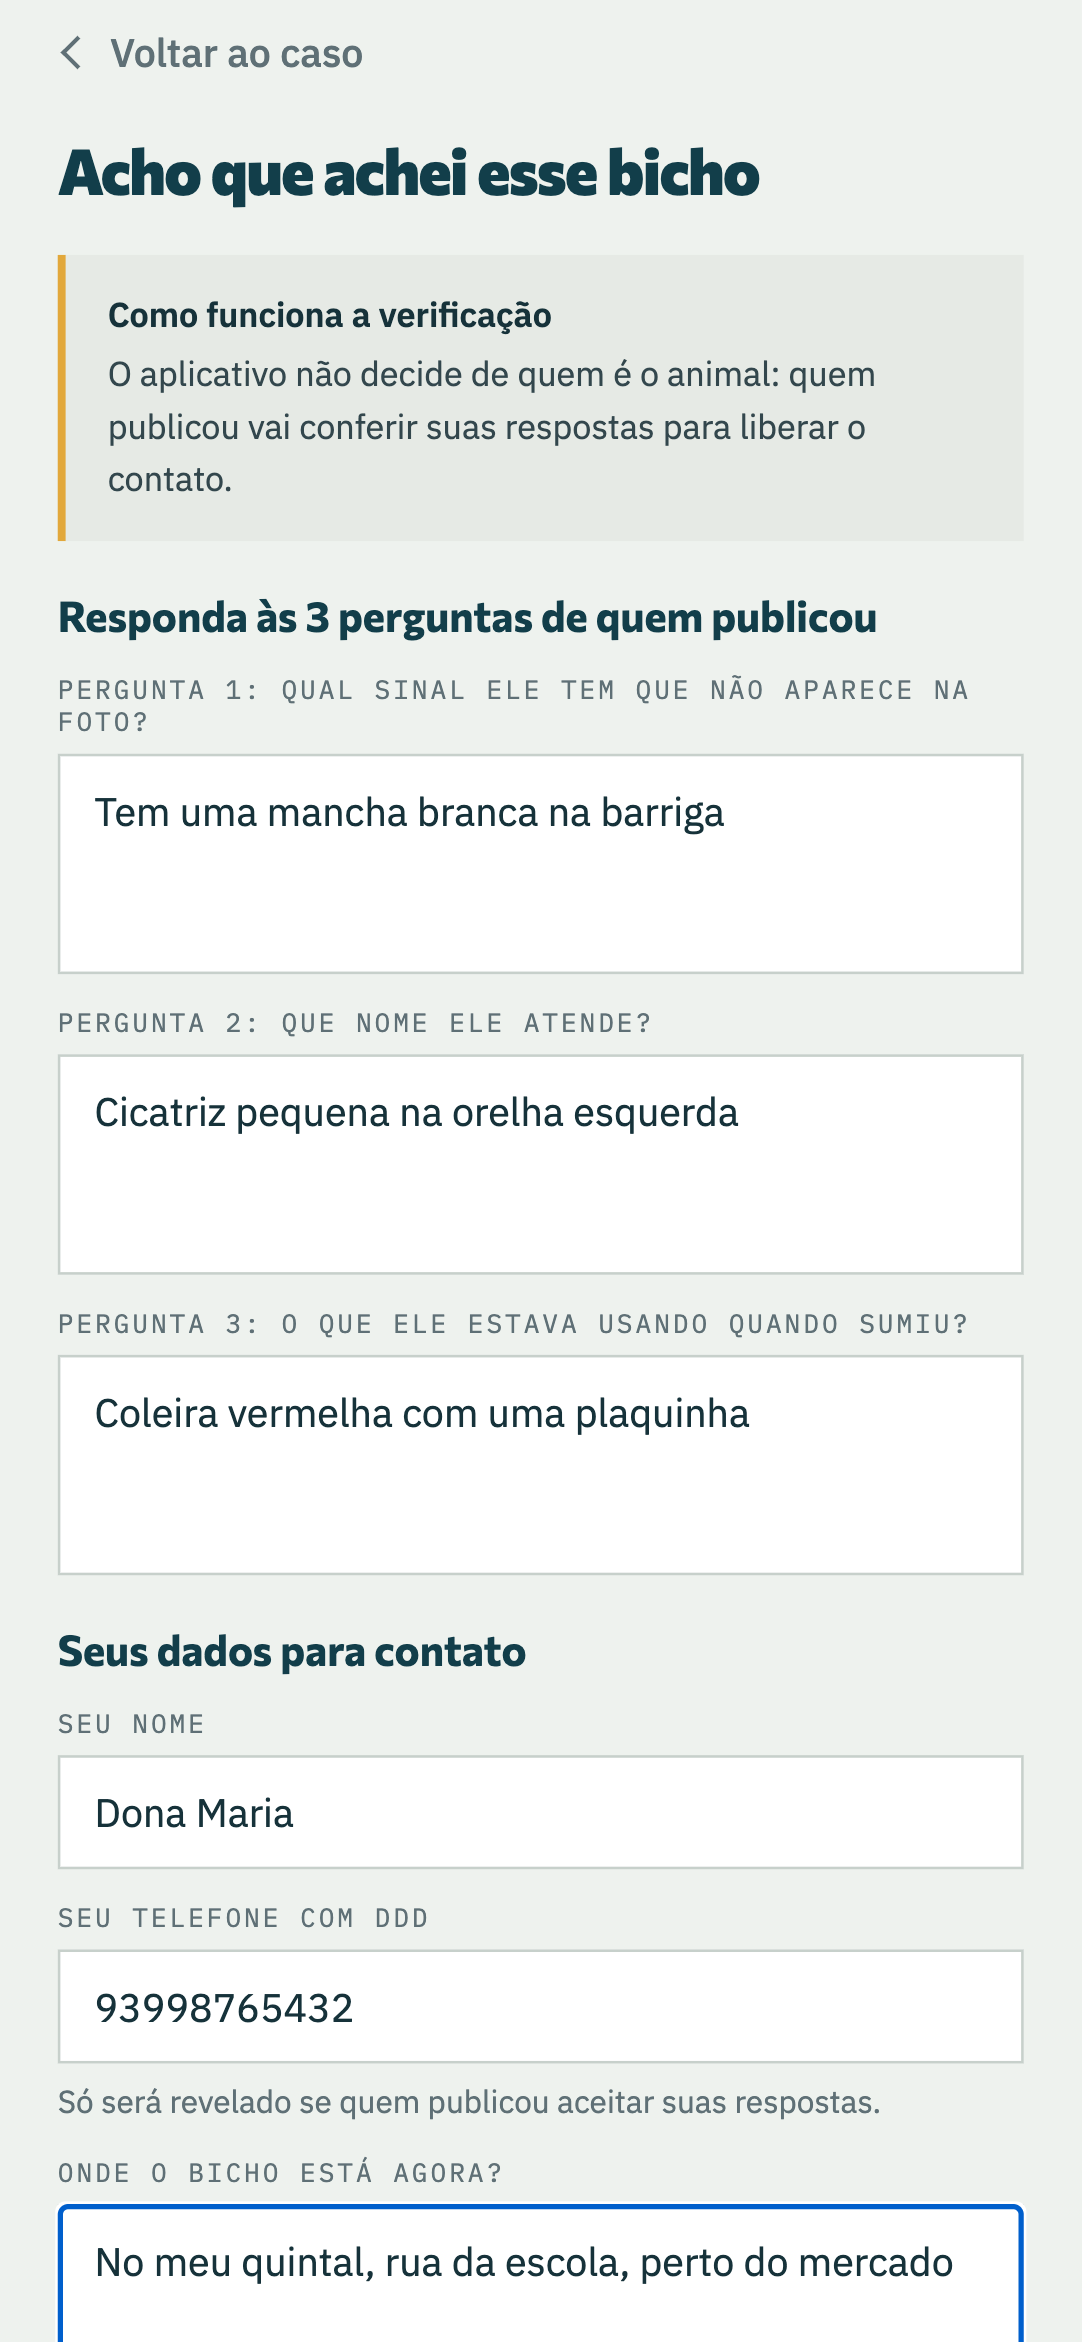 Voltar ao caso
Acho que achei esse bicho
Como funciona a verificação
O aplicativo não decide de quem é o animal: quem
publicou vai conferir suas respostas para liberar o
contato.
Responda às 3 perguntas de quem publicou
PERGUNTA 1: QUAL SINAL ELE TEM QUE NÃO APARECE NA
FOTO?
Tem uma mancha branca na barriga
PERGUNTA 2: QUE NOME ELE ATENDE?
Cicatriz pequena na orelha esquerda
PERGUNTA 3: O QUE ELE ESTAVA USANDO QUANDO SUMIU?
Coleira vermelha com uma plaquinha
Seus dados para contato
SEU NOME
Dona Maria
SEU TELEFONE COM DDD
93998765432
Só será revelado se quem publicou aceitar suas respostas.
ONDE O BICHO ESTÁ AGORA?
No meu quintal, rua da escola, perto do mercado